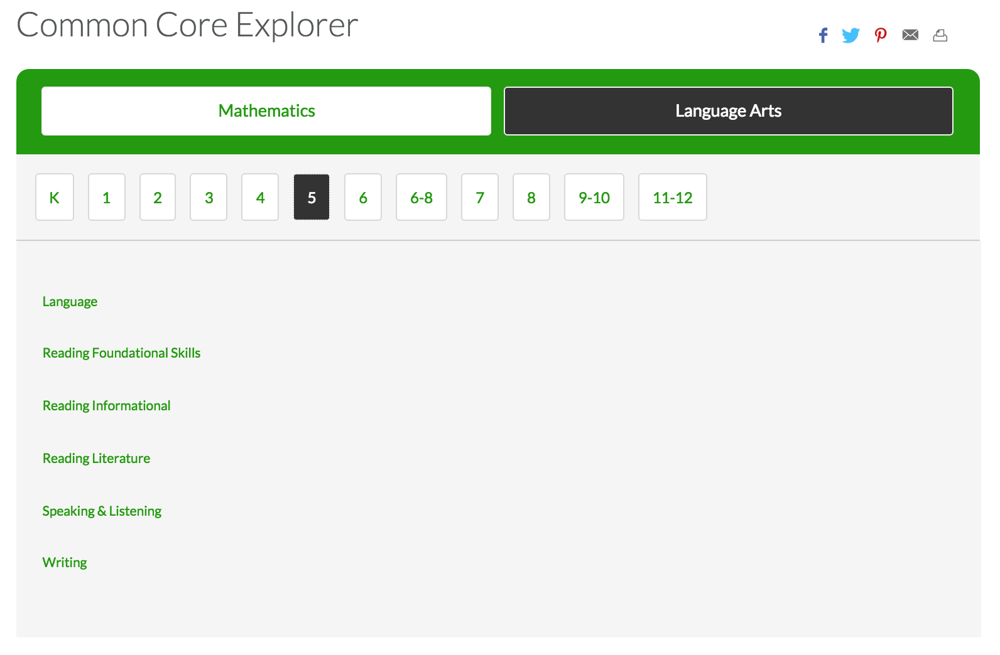 Common Core Explorer
Mathematics
Language Arts
K 1 2 3 4 5 6 6-8 7 8 9-10 11-12
Language
Reading Foundational Skills
Reading Informational
Reading Literature
Speaking & Listening
Writing